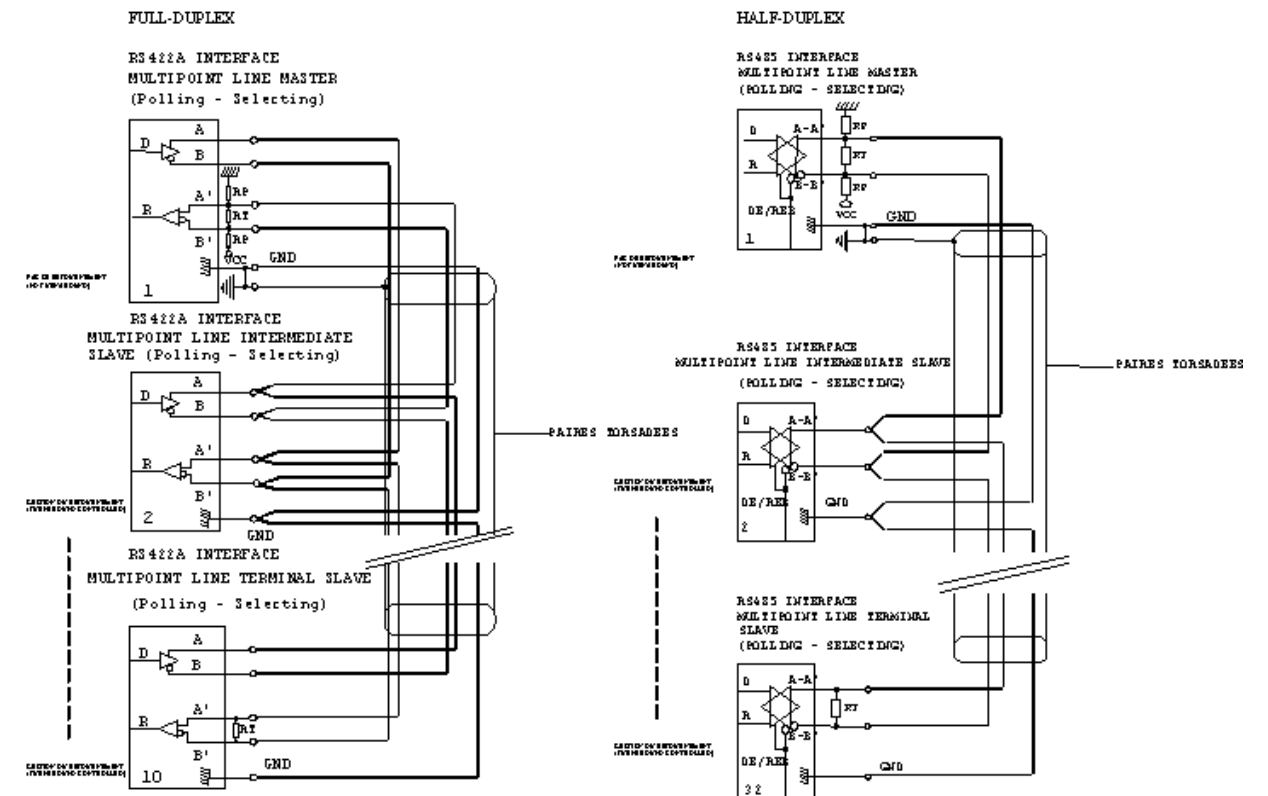 FULL-DUPLEX
RS422A INTERFACE
MULTIPOINT LINE MASTER
(Polling - Selecting)
D
A
B
A'
R
B'
RP
RT
RP
VCC
GND
1
RS422A INTERFACE
MULTIPOINT LINE INTERMEDIATE
SLAVE (Polling - Selecting)
D
A
B
A'
R
B'
2
GND
PAIRES TORSADEES
RS422A INTERFACE
MULTIPOINT LINE TERMINAL SLAVE
(Polling - Selecting)
D
A
B
A'
R
RT
B'
GND
10
HALF-DUPLEX
RS485 INTERFACE
MULTIPOINT LINE MASTER
(POLLING - SELECTING)
D
A-A'
RP
R
RT
B-B'
RP
DE/REB
VCC
GND
1
RS485 INTERFACE
MULTIPOINT LINE INTERMEDIATE SLAVE
(POLLING - SELECTING)
PAIRES TORSADEES
D
A-A'
R
B-B'
DE/REB
GND
2
RS485 INTERFACE
MULTIPOINT LINE TERMINAL
SLAVE
(POLLING - SELECTING)
D
A-A'
R
RT
B-B'
DE/REB
GND
32